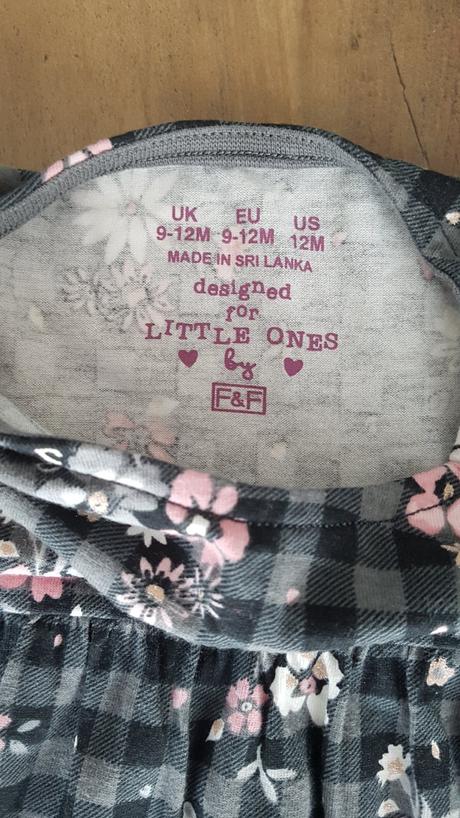 UK EU US
9-12M 9-12M 12M
MADE IN SRI LANKA
designed
for
LITTLE ONES
by
F&F